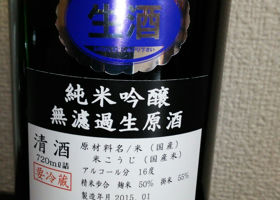 生酒
純米吟醸
無濾過生原酒
清酒
720ml詰
要冷蔵
原材料名/米(国産)
米こうじ(国産米)
アルコール分 16度
精米歩合 麹米 50% 掛米 55%
製造年月 2015.01